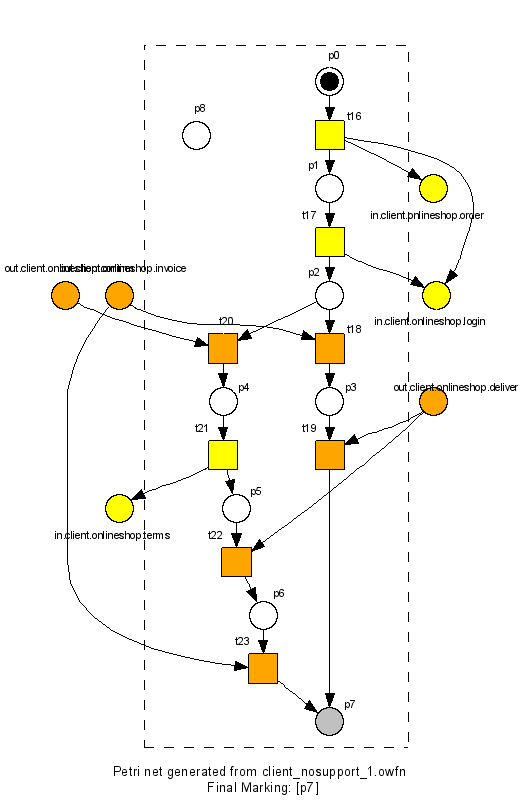 p0
p8
t16
p1
in.client.onlineshop.order
t17
p2
out.client.onlineshop.invoice
in.client.onlineshop.login
t20
t18
p4
p3
out.client.onlineshop.deliver
t21
t19
p5
in.client.onlineshop.terms
t22
p6
t23
p7
Petri net generated from client_nosupport_1.owfn
Final Marking: [p7]